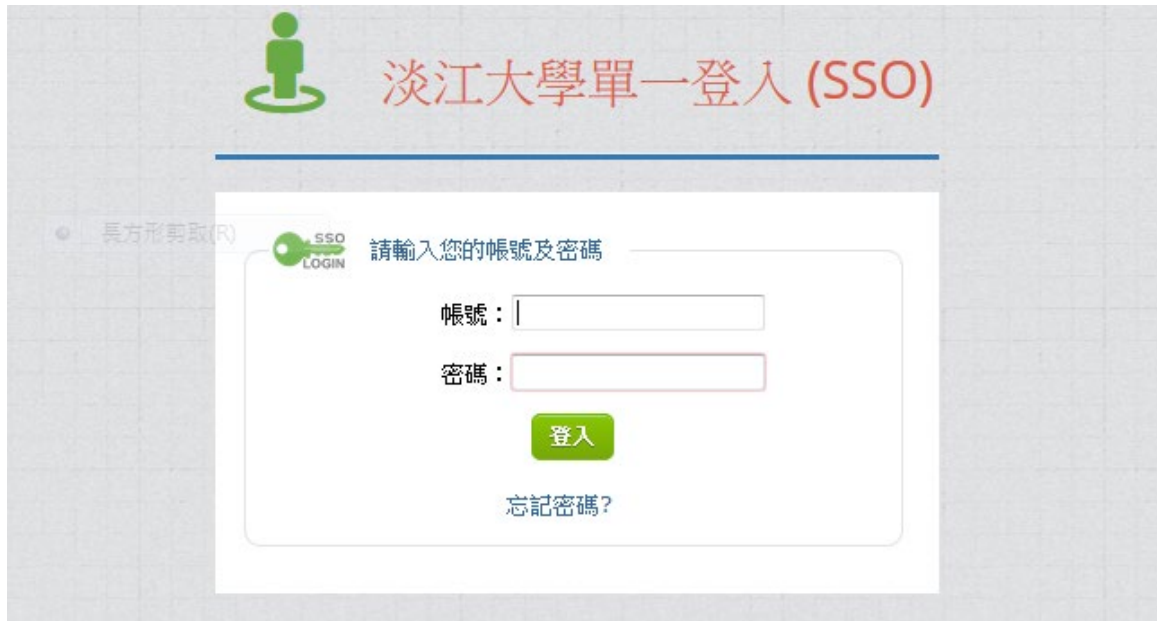 淡江大學單一登入 (SSO)
長方形剪取(R)
SSO
LOGIN
請輸入您的帳號及密碼
帳號：
密碼：
登入
忘記密碼?